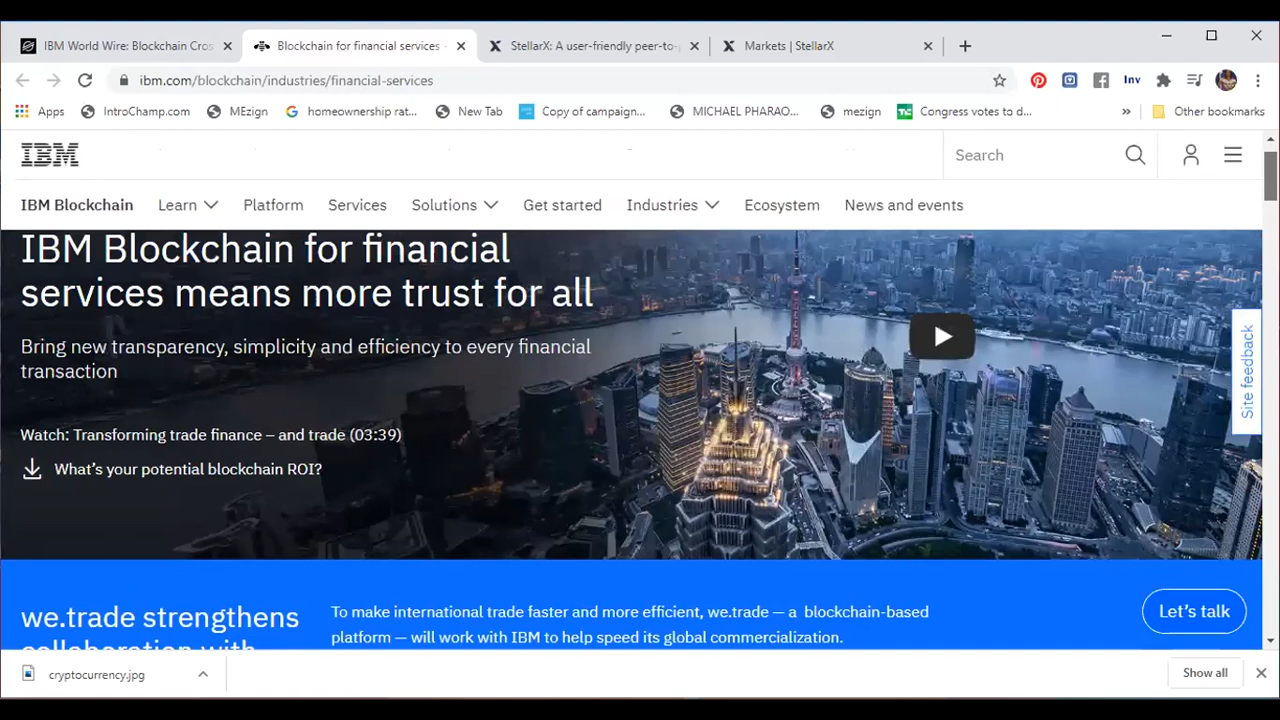 IBM World Wire: Blockchain Cros
Blockchain for financial services -
StellarX: A user-friendly peer-to-p
Markets | StellarX
ibm.com/blockchain/industries/financial-services
Inv
Apps
IntroChamp.com
MEzign
homeownership rat...
New Tab
Copy of campaign...
MICHAEL PHARAO...
mezign
Congress votes to d...
»
Other bookmarks
IBM
Search
IBM Blockchain
Learn
Platform
Services
Solutions
Get started
Industries
Ecosystem
News and events
IBM Blockchain for financial
services means more trust for all
Bring new transparency, simplicity and efficiency to every financial
transaction
Watch: Transforming trade finance – and trade (03:39)
What's your potential blockchain ROI?
Site feedback
we.trade strengthens
collaboration with
To make international trade faster and more efficient, we.trade — a blockchain-based
platform — will work with IBM to help speed its global commercialization.
Let's talk
cryptocurrency.jpg
Show all